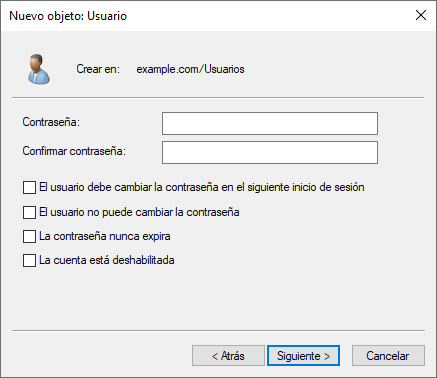 Nuevo objeto: Usuario
Crear en: example.com/Usuarios
Contraseña:
Confirmar contraseña:
El usuario debe cambiar la contraseña en el siguiente inicio de sesión
El usuario no puede cambiar la contraseña
La contraseña nunca expira
La cuenta está deshabilitada
< Atrás Siguiente > Cancelar